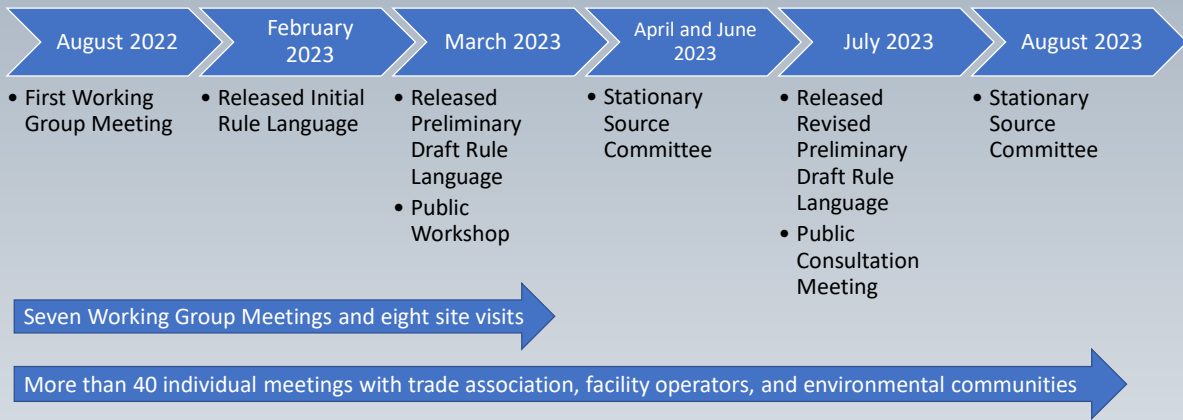 August 2022
February
2023
March 2023
April and June
2023
July 2023
August 2023
• First Working
Group Meeting
• Released Initial
Rule Language
• Released
Preliminary
Draft Rule
Language
• Public
Workshop
• Stationary
Source
Committee
• Released
Revised
Preliminary
Draft Rule
Language
• Public
Consultation
Meeting
• Stationary
Source
Committee
Seven Working Group Meetings and eight site visits
More than 40 individual meetings with trade association, facility operators, and environmental communities